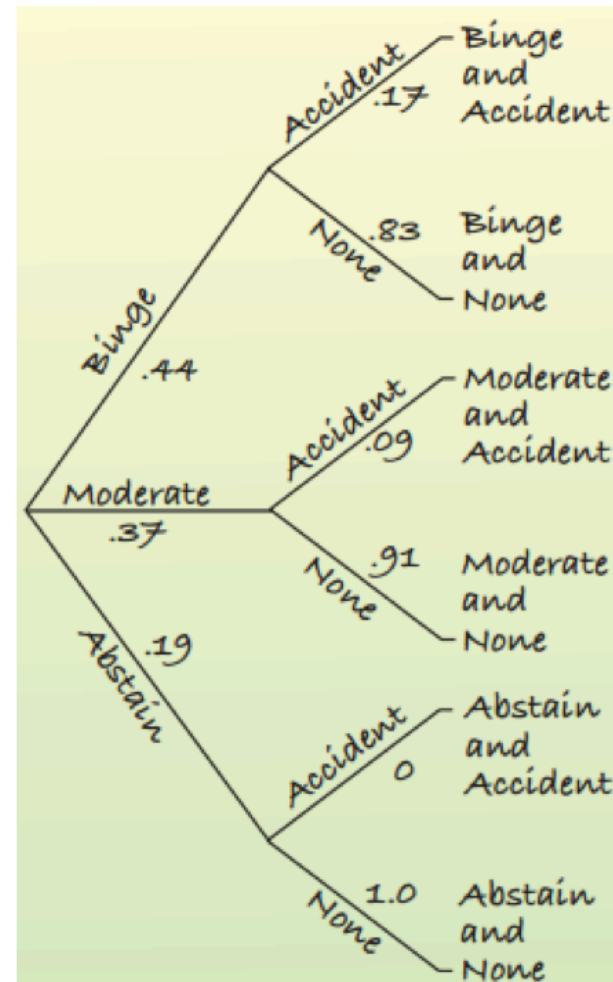 Accident
.17
Binge
and
Accident
None
.83
Binge
and
None
Binge
.44
Accident
.09
Moderate
and
Accident
Moderate
.37
None
.91
Moderate
and
None
Abstain
.19
Accident
0
Abstain
and
Accident
None
1.0
Abstain
and
None